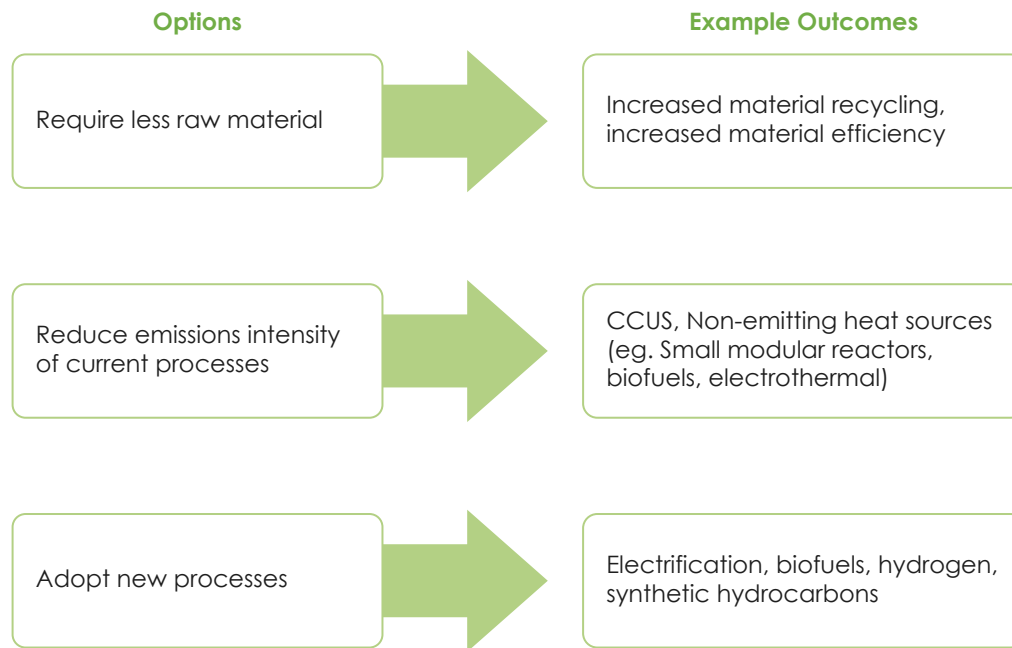 Options
Example Outcomes
Require less raw material
Increased material recycling,
increased material efficiency
Reduce emissions intensity
of current processes
CCUS, Non-emitting heat sources
(eg. Small modular reactors,
biofuels, electrothermal)
Adopt new processes
Electrification, biofuels, hydrogen,
synthetic hydrocarbons